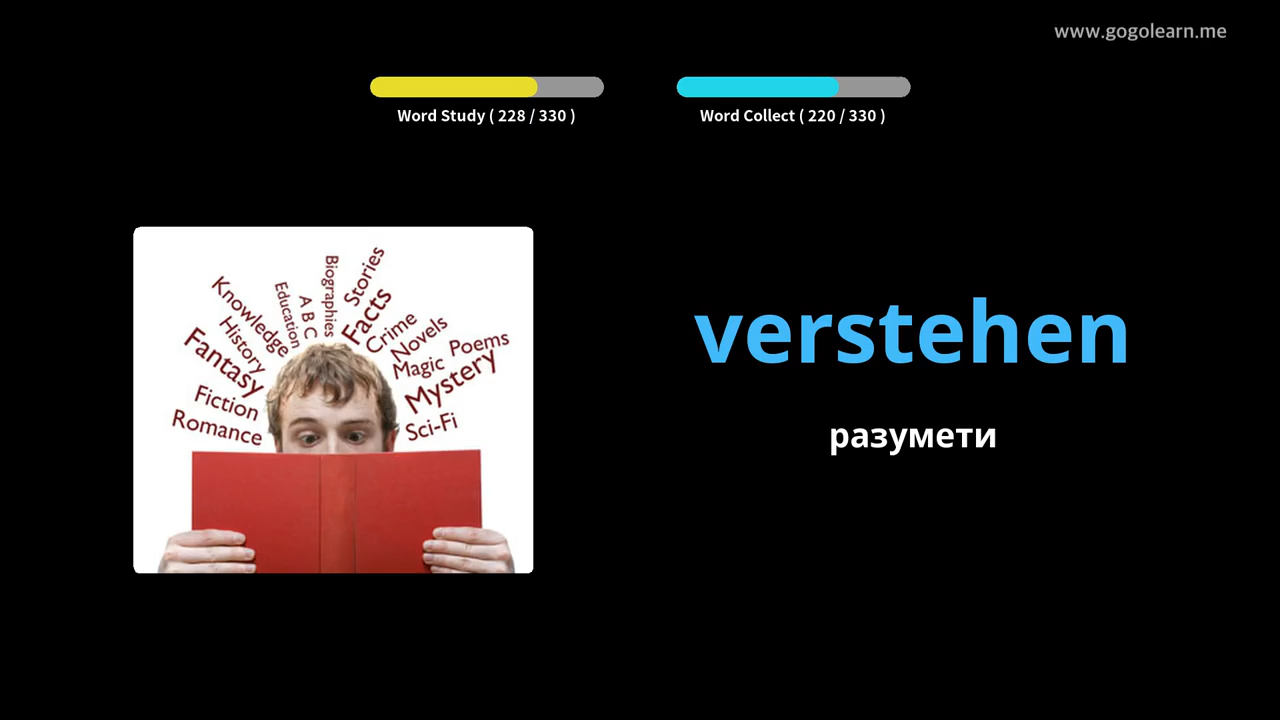 www.gogolearn.me
Word Study ( 228 / 330 )
Word Collect ( 220 / 330 )
Stories
Biographies
Facts
Education
A B C
Knowledge
Crime
Novels
History
Poems
Magic
Fantasy
Mystery
Fiction
Sci-Fi
Romance
verstehen
разумети